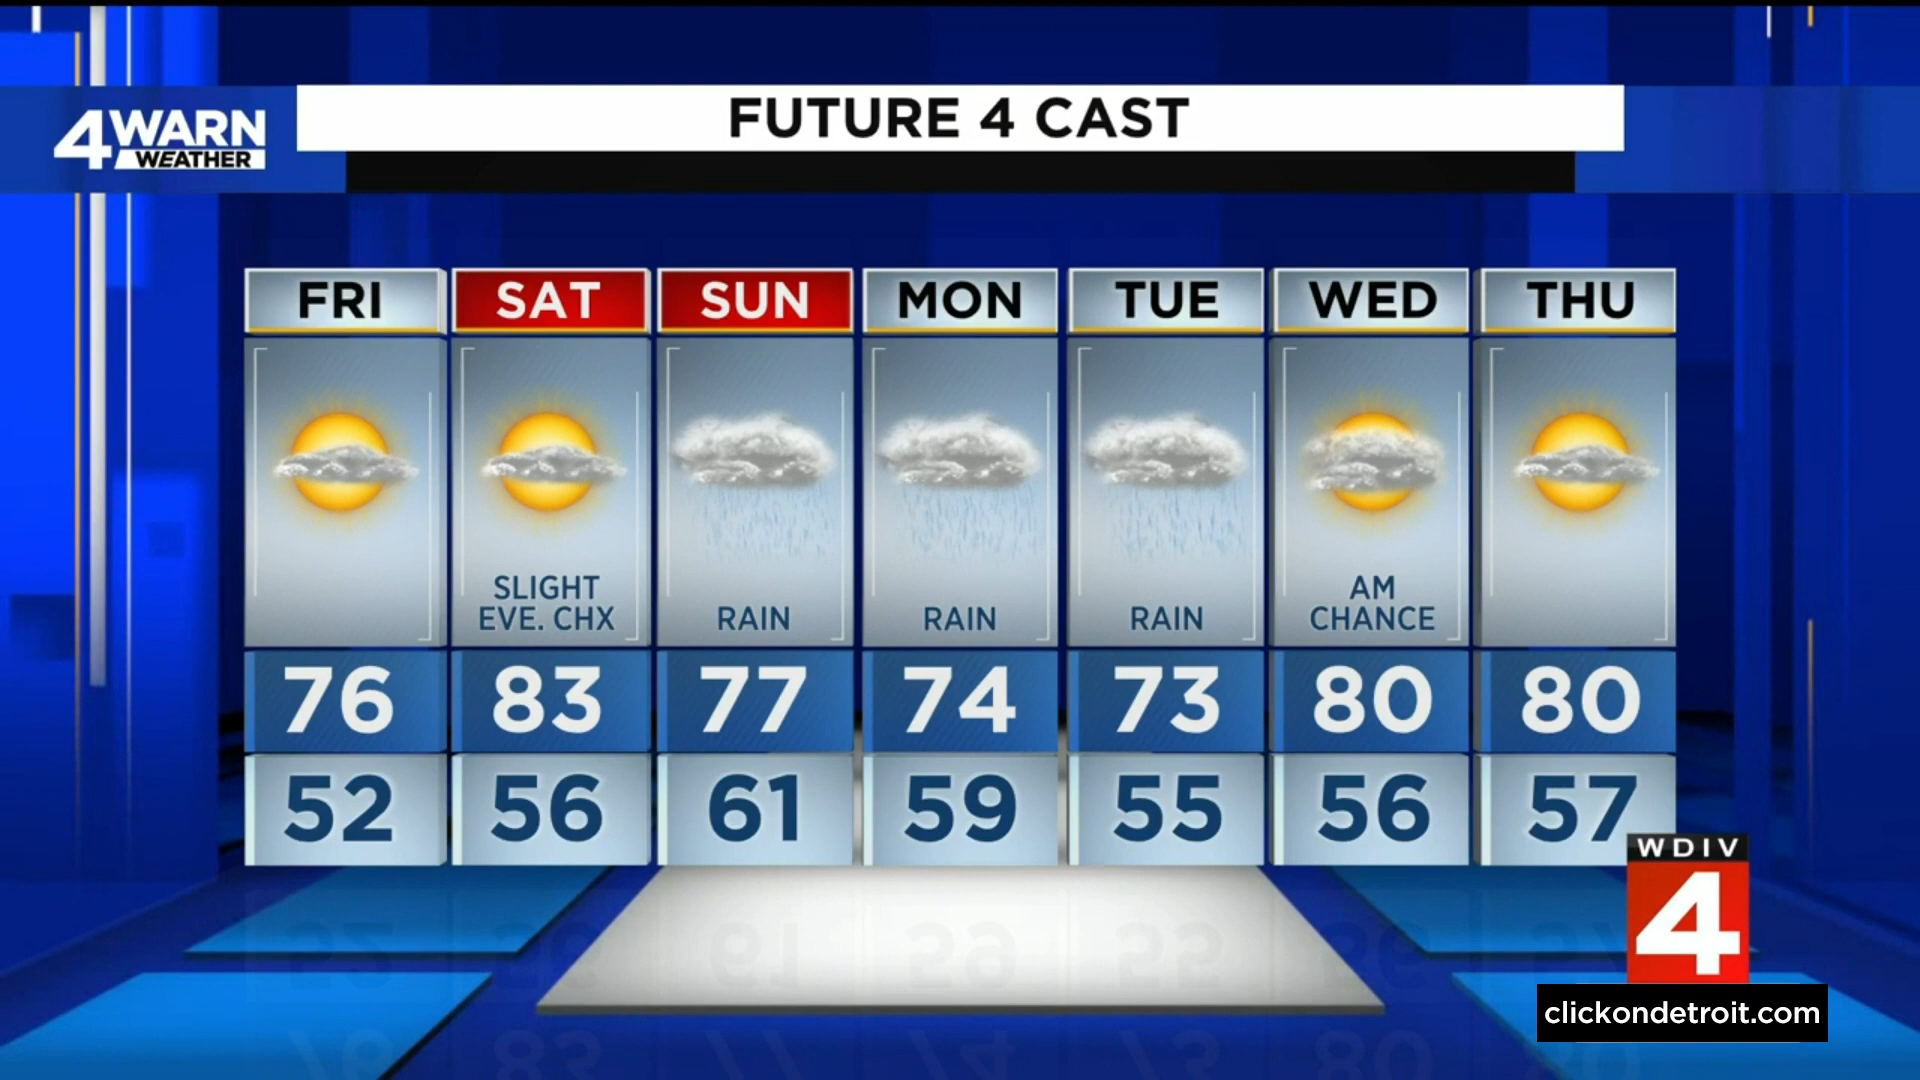 FUTURE 4 CAST
4WARN
WEATHER
FRI SAT SUN MON TUE WED THU
SLIGHT
EVE. CHX
RAIN
RAIN
RAIN
AM
CHANCE
76 83 77 74 73 80 80
52 56 61 59 55 56 57
WDIV
4
clickondetroit.com